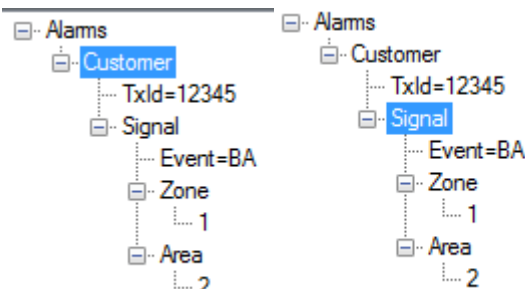 Alarms
Customer
TxId=12345
Signal
Event=BA
Zone
1
Area
2
Alarms
Customer
TxId=12345
Signal
Event=BA
Zone
1
Area
2